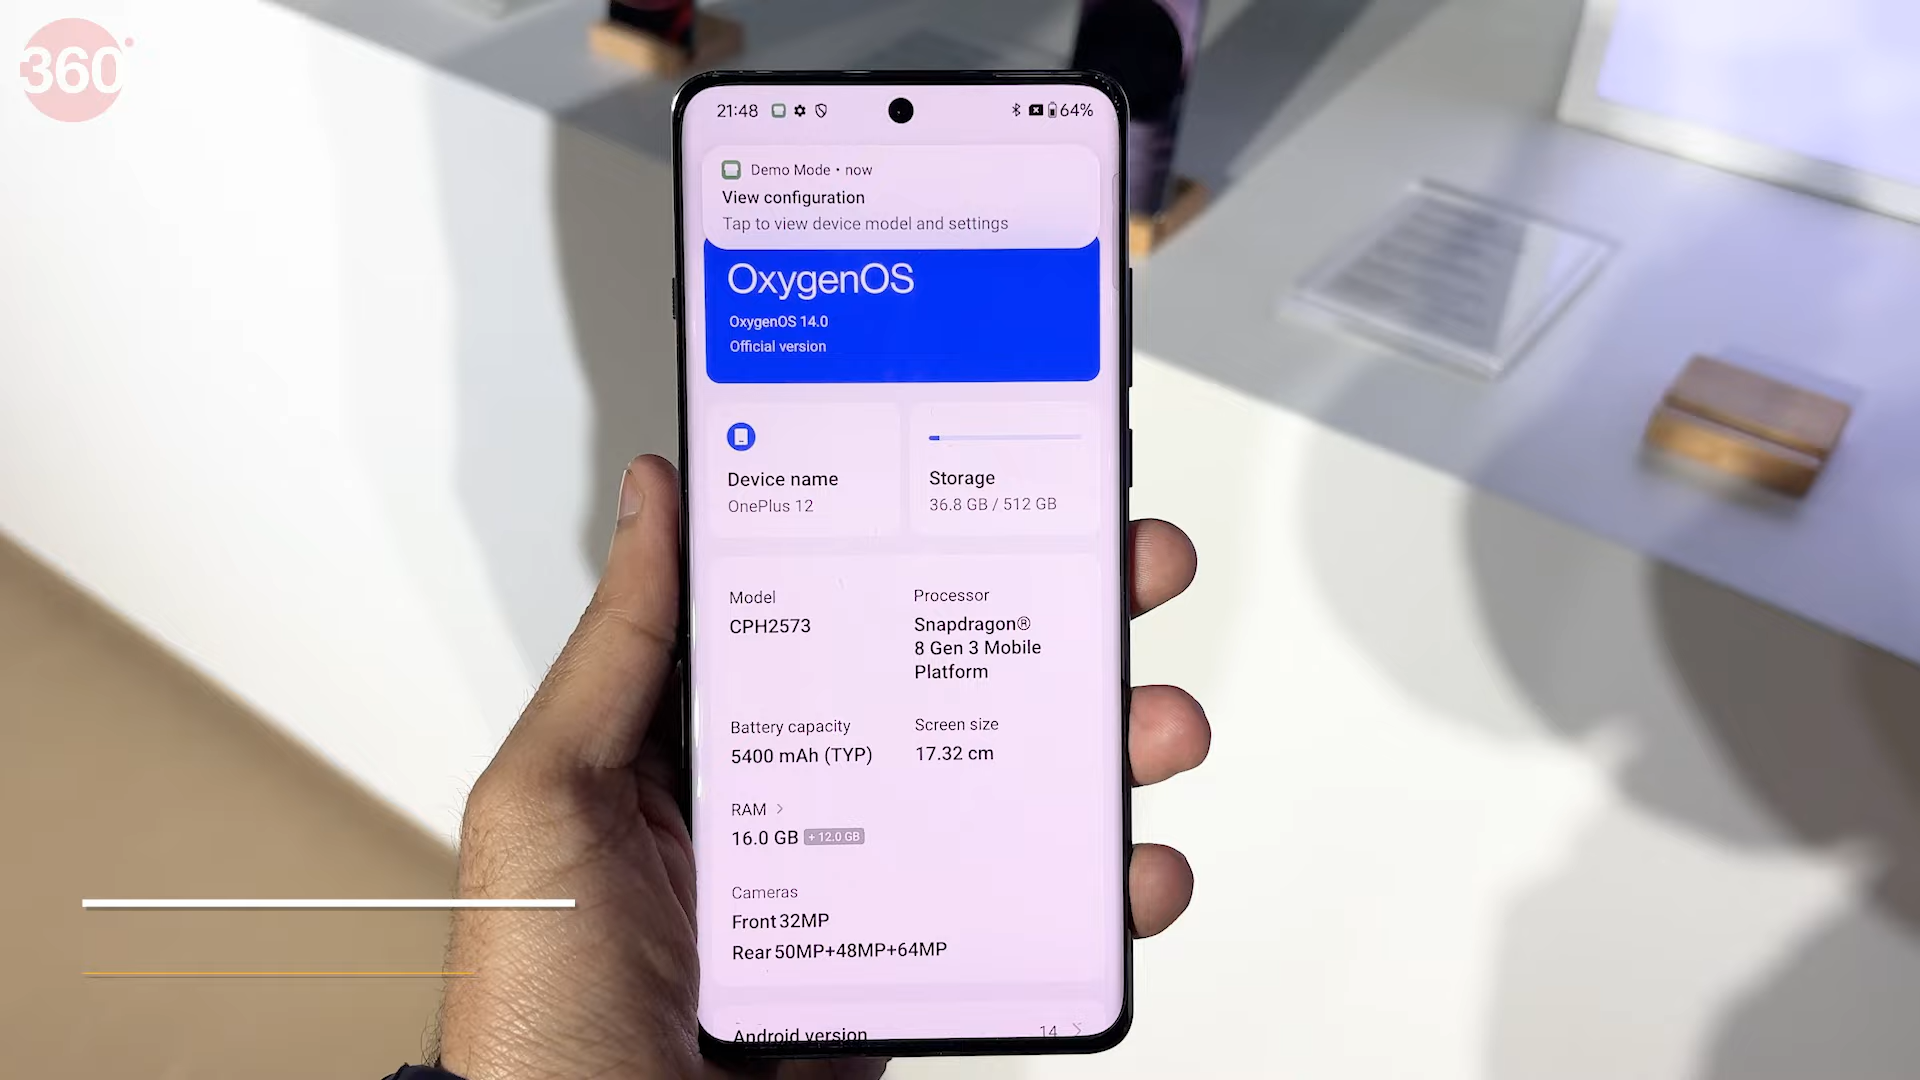 360°
21:48
64%
Demo Mode • now
View configuration
Tap to view device model and settings
OxygenOS
OxygenOS 14.0
Official version
Device name
OnePlus 12
Storage
36.8 GB / 512 GB
Model
CPH2573
Processor
Snapdragon®
8 Gen 3 Mobile
Platform
Battery capacity
5400 mAh (TYP)
Screen size
17.32 cm
RAM >
16.0 GB + 12.0 GB
Cameras
Front 32MP
Rear 50MP+48MP+64MP
Android version
14 >